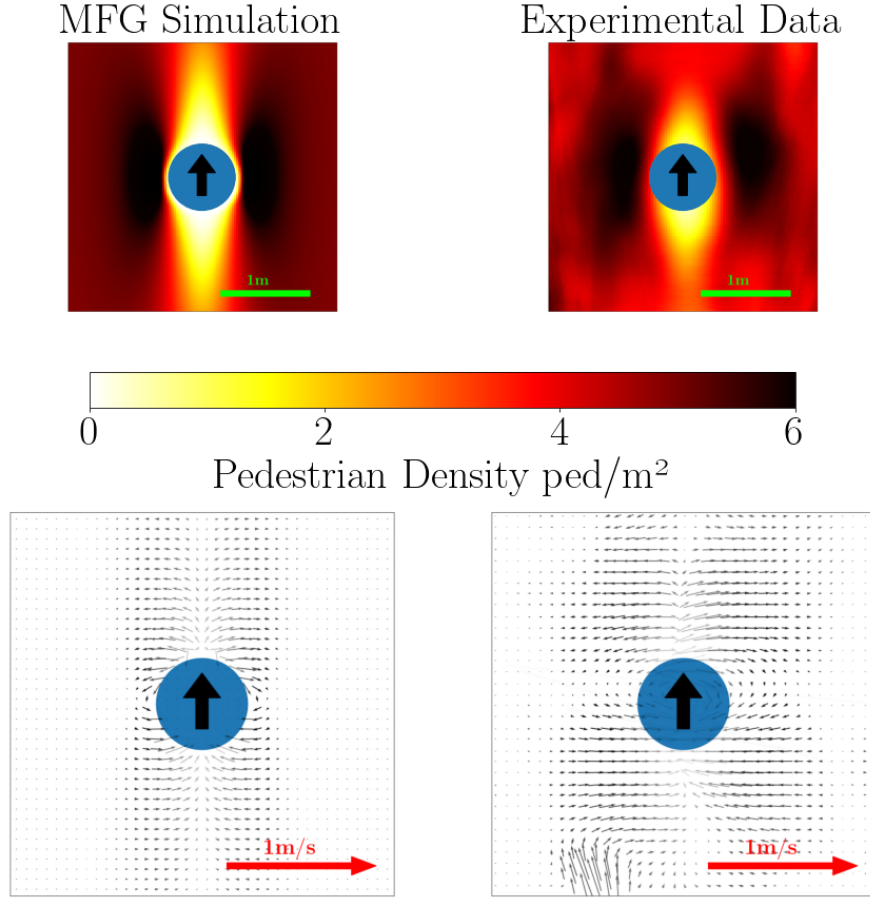 MFG Simulation
Experimental Data
1m
1m
0
2
4
6
Pedestrian Density ped/m²
1m/s
1m/s